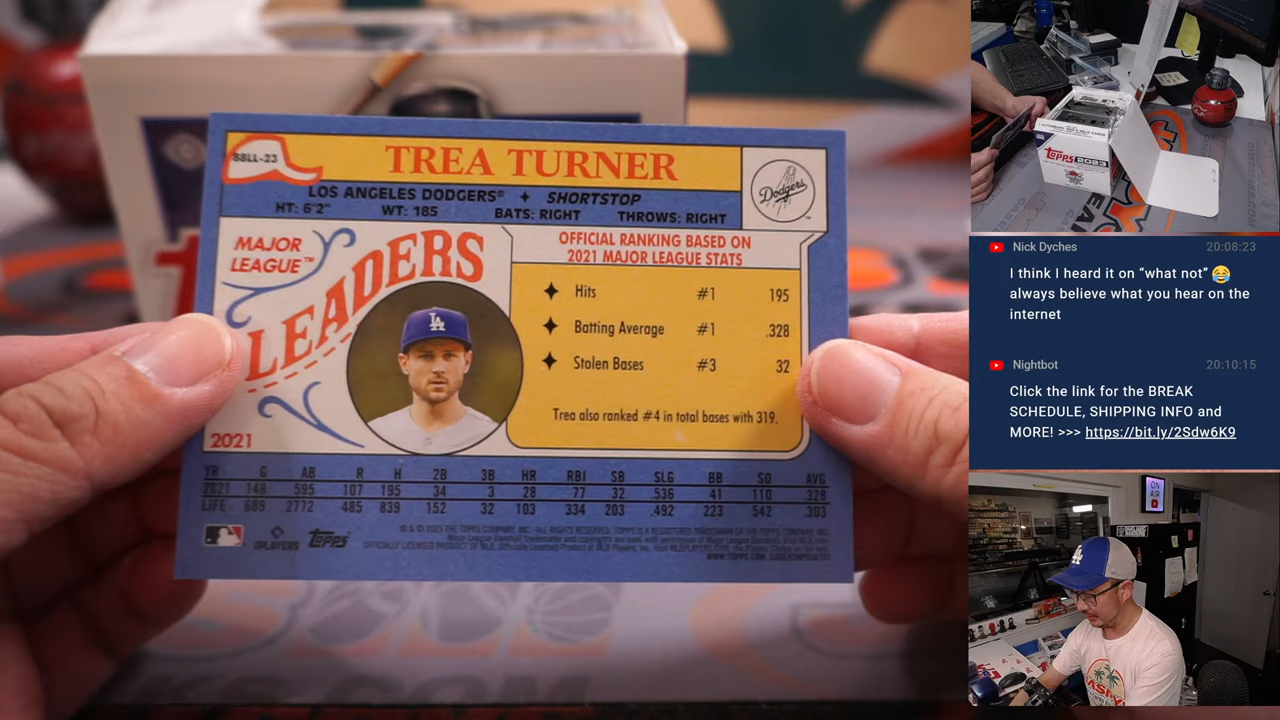 88LL-23
TREA TURNER
LOS ANGELES DODGERS® ✦ SHORTSTOP
HT: 6'2" WT: 185 BATS: RIGHT THROWS: RIGHT
Dodgers
MAJOR
LEAGUE™
LEADERS
LA
2021
OFFICIAL RANKING BASED ON
2021 MAJOR LEAGUE STATS
Hits #1 195
Batting Average #1 .328
Stolen Bases #3 32
Trea also ranked #4 in total bases with 319.
YR G AB R H 2B 3B HR RBI SB SLG BB SO AVG
2021 148 595 107 195 34 3 28 77 32 .536 41 110 .328
LIFE 689 2772 485 839 152 32 103 334 203 .492 223 542 .303
PLAYERS
Topps
TOPPS 2023
Nick Dyches 20:08:23
I think I heard it on “what not” 😂
always believe what you hear on the
internet
Nightbot 20:10:15
Click the link for the BREAK
SCHEDULE, SHIPPING INFO and
MORE! >>> https://bit.ly/2Sdw6K9
ON
AIR
LA